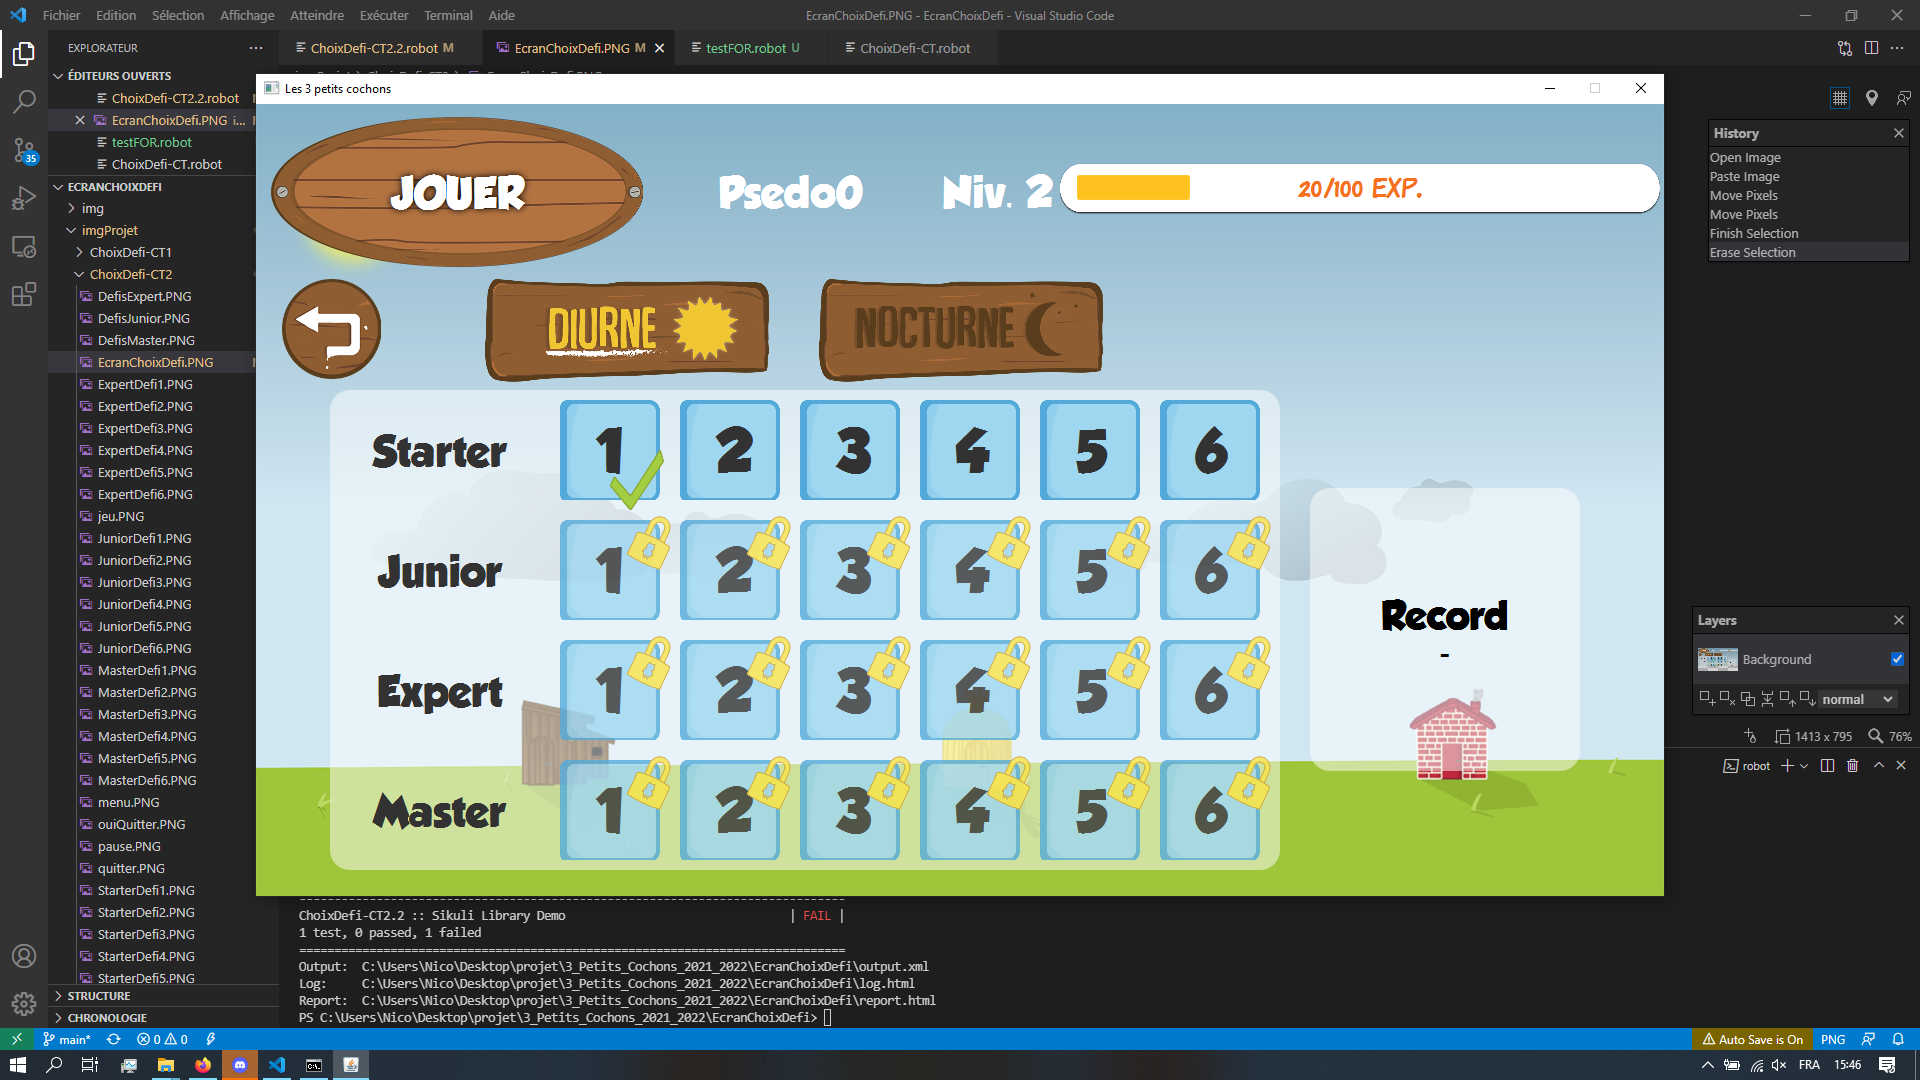 Fichier Edition Sélection Affichage Atteindre Exécuter Terminal Aide
EcranChoixDefi.PNG - EcranChoixDefi - Visual Studio Code
EXPLORATEUR
ChoixDefi-CT2.2.robot M
EcranChoixDefi.PNG M
testFOR.robot U
ChoixDefi-CT.robot
ÉDITEURS OUVERTS
ChoixDefi-CT2.2.robot
EcranChoixDefi.PNG i...
testFOR.robot
ChoixDefi-CT.robot
35
ECRANCHOIXDEFI
img
imgProjet
ChoixDefi-CT1
ChoixDefi-CT2
DefisExpert.PNG
DefisJunior.PNG
DefisMaster.PNG
EcranChoixDefi.PNG
ExpertDefi1.PNG
ExpertDefi2.PNG
ExpertDefi3.PNG
ExpertDefi4.PNG
ExpertDefi5.PNG
ExpertDefi6.PNG
jeu.PNG
JuniorDefi1.PNG
JuniorDefi2.PNG
JuniorDefi3.PNG
JuniorDefi4.PNG
JuniorDefi5.PNG
JuniorDefi6.PNG
MasterDefi1.PNG
MasterDefi2.PNG
MasterDefi3.PNG
MasterDefi4.PNG
MasterDefi5.PNG
MasterDefi6.PNG
menu.PNG
ouiQuitter.PNG
pause.PNG
quitter.PNG
StarterDefi1.PNG
StarterDefi2.PNG
StarterDefi3.PNG
StarterDefi4.PNG
StarterDefi5.PNG
STRUCTURE
CHRONOLOGIE
Les 3 petits cochons
JOUER
Psedo0
Niv. 2
20/100 EXP.
DIURNE
NOCTURNE
Starter 1 2 3 4 5 6
Junior 1 2 3 4 5 6
Expert 1 2 3 4 5 6
Master 1 2 3 4 5 6
Record
-
History
Open Image
Paste Image
Move Pixels
Move Pixels
Finish Selection
Erase Selection
Layers
Background
normal
1413 x 795 76%
robot
ChoixDefi-CT2.2 :: Sikuli Library Demo | FAIL |
1 test, 0 passed, 1 failed
==============================================================================
Output: C:\Users\Nico\Desktop\projet\3_Petits_Cochons_2021_2022\EcranChoixDefi\output.xml
Log: C:\Users\Nico\Desktop\projet\3_Petits_Cochons_2021_2022\EcranChoixDefi\log.html
Report: C:\Users\Nico\Desktop\projet\3_Petits_Cochons_2021_2022\EcranChoixDefi\report.html
PS C:\Users\Nico\Desktop\projet\3_Petits_Cochons_2021_2022\EcranChoixDefi>
main* 0 0
Auto Save is On PNG
FRA 15:46